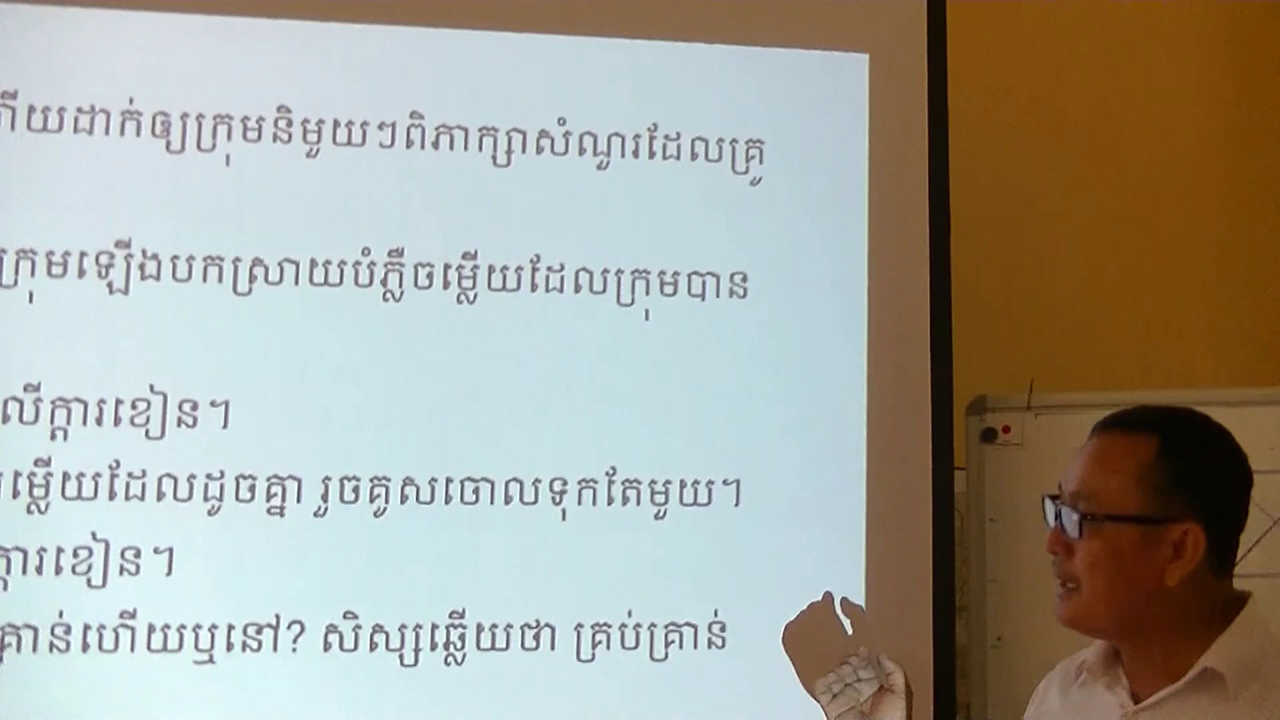 ហើយដាក់ឲ្យក្រុមនិមួយៗពិភាក្សាសំណួរដែលគ្រូ
ក្រុមឡើងបកស្រាយបំភ្លឺចម្លើយដែលក្រុមបាន
លើក្តារខៀន។
ចម្លើយដែលដូចគ្នា រួចគូសចោលទុកតែមួយ។
ក្តារខៀន។
គ្រាន់ហើយឬនៅ? សិស្សឆ្លើយថា គ្រប់គ្រាន់